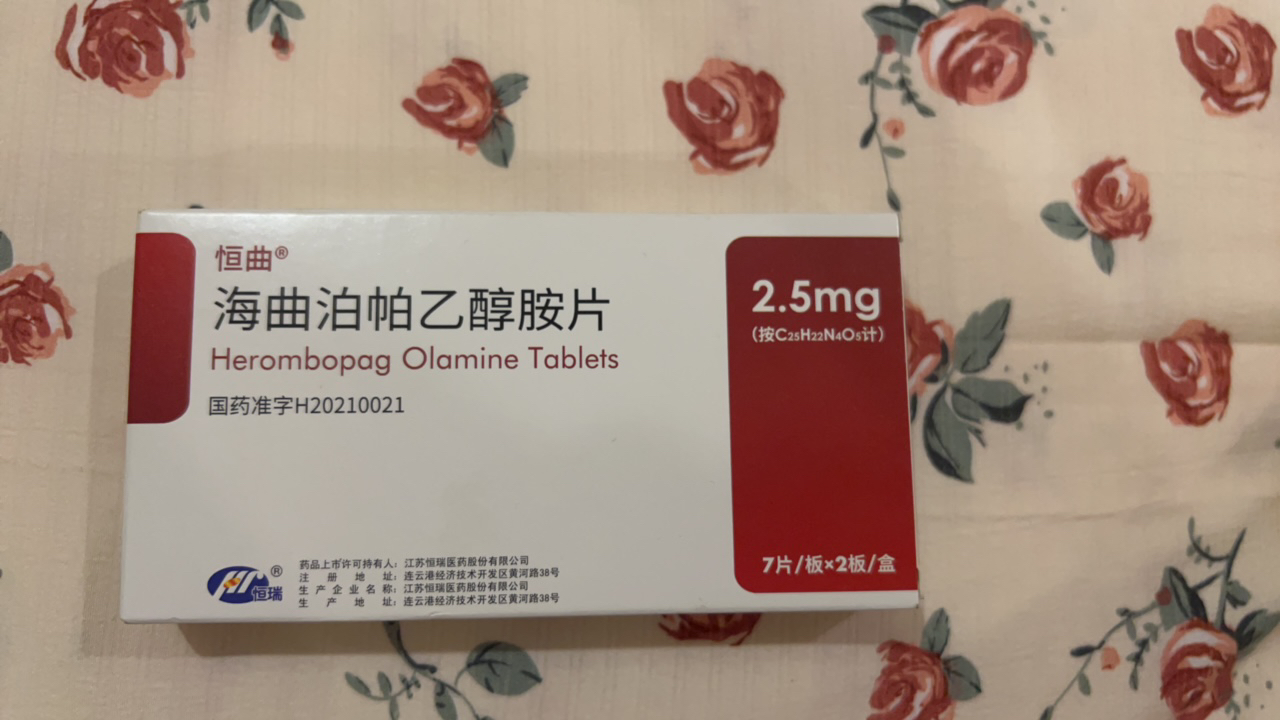 恒曲®
海曲泊帕乙醇胺片
Herombopag Olamine Tablets
国药准字H20210021
2.5mg
(按C₂₅H₂₂N₄O₅计)
7片/板×2板/盒
HR®
恒瑞
药品上市许可持有人：江苏恒瑞医药股份有限公司
注册地址：连云港经济技术开发区黄河路38号
生产企业名称：江苏恒瑞医药股份有限公司
生产地址：连云港经济技术开发区黄河路38号